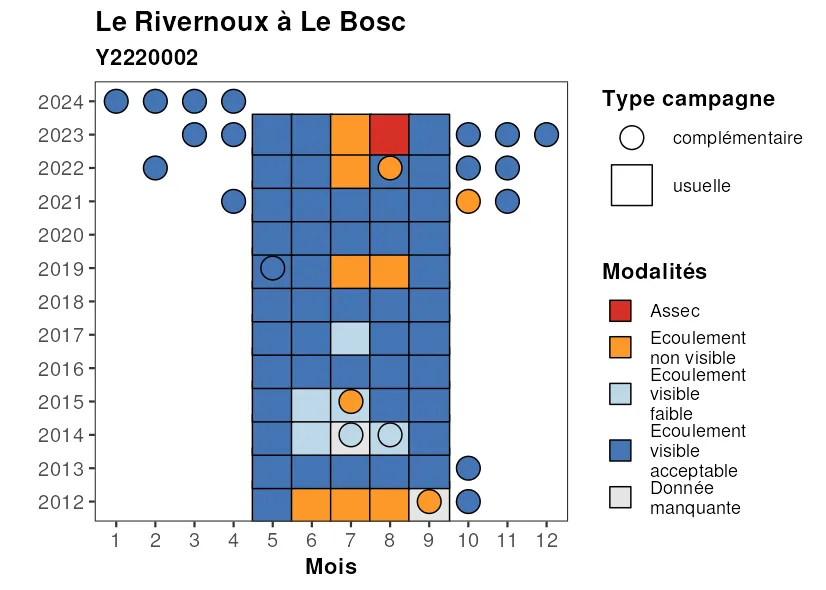 Le Rivernoux à Le Bosc
Y2220002
2024
2023
2022
2021
2020
2019
2018
2017
2016
2015
2014
2013
2012
1 2 3 4 5 6 7 8 9 10 11 12
Mois
Type campagne
complémentaire
usuelle
Modalités
Assec
Ecoulement
non visible
Ecoulement
visible
faible
Ecoulement
visible
acceptable
Donnée
manquante